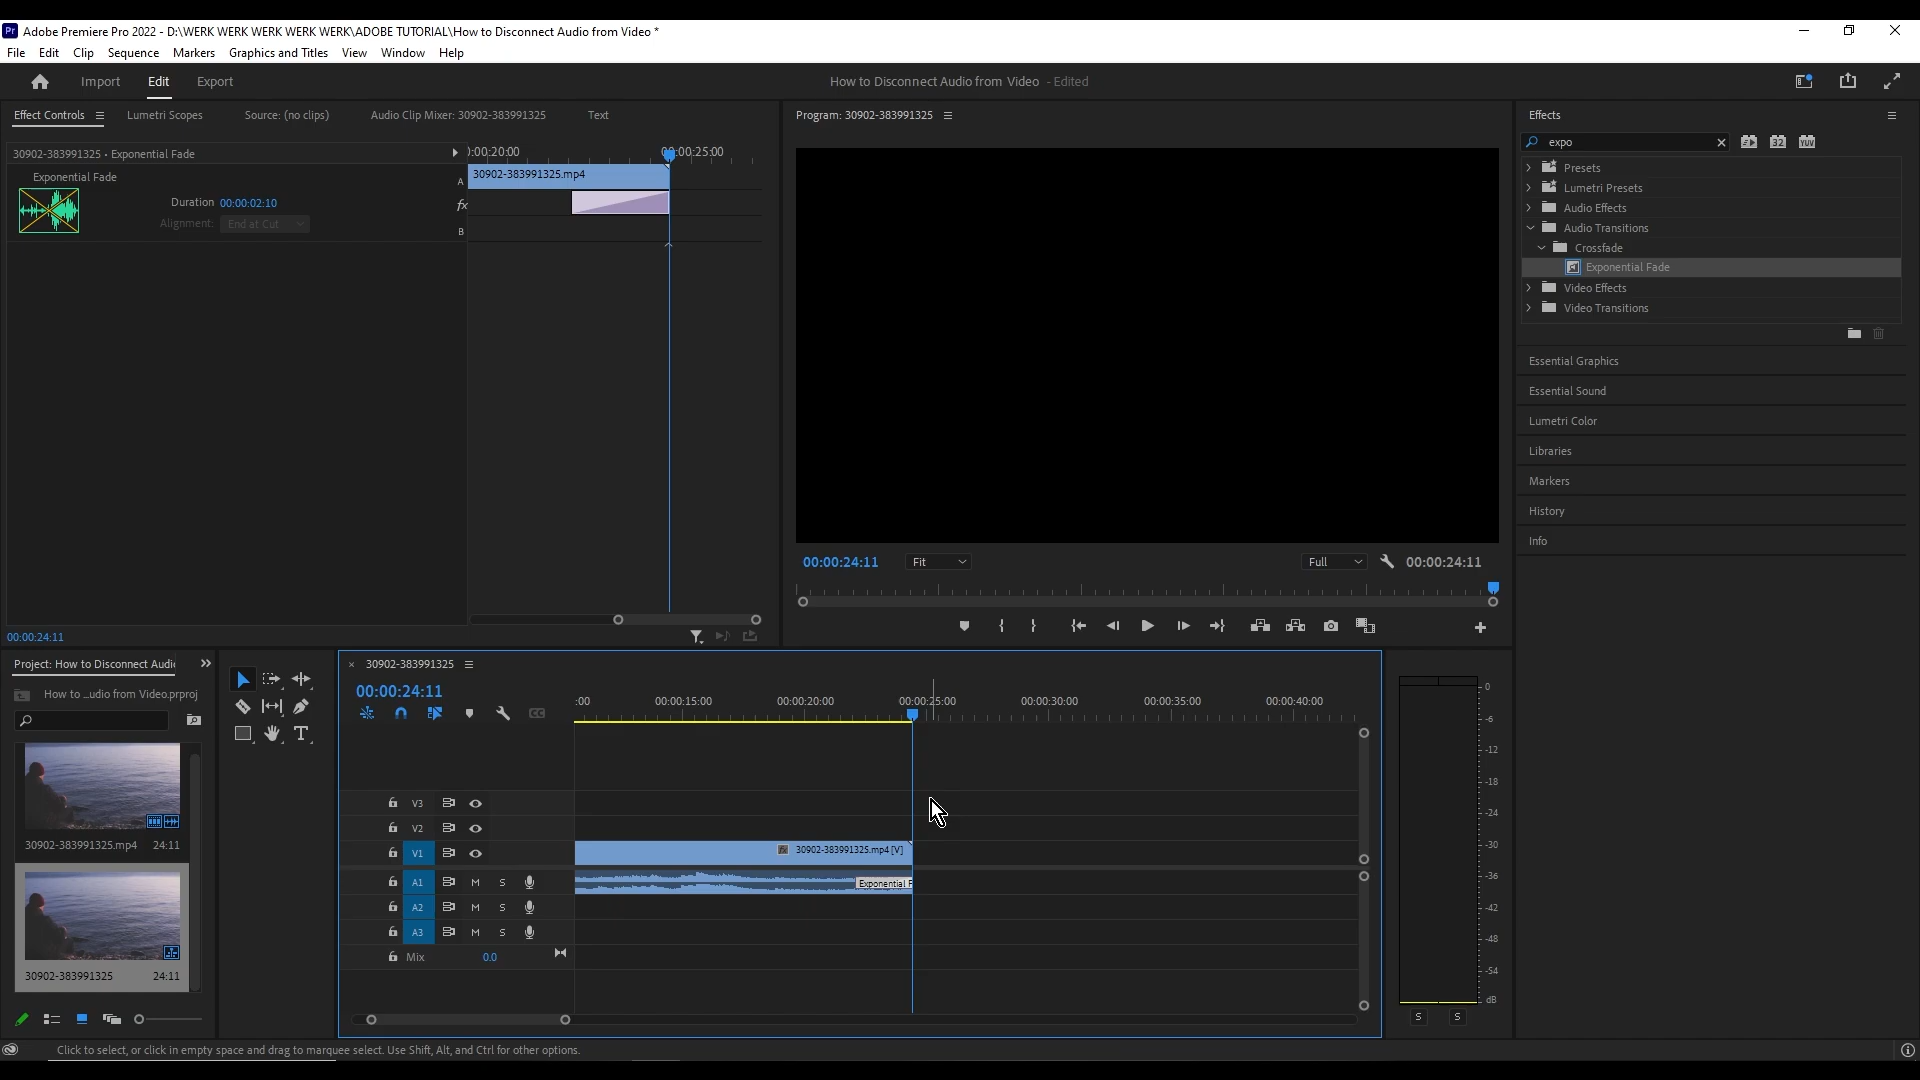 Adobe Premiere Pro 2022 - D:\WERK WERK WERK WERK\ADOBE TUTORIAL\How to Disconnect Audio from Video *
File Edit Clip Sequence Markers Graphics and Titles View Window Help
Import Edit Export
How to Disconnect Audio from Video - Edited
Effect Controls Lumetri Scopes Source: (no clips) Audio Clip Mixer: 30902-383991325 Text
30902-383991325 • Exponential Fade
Exponential Fade
Duration 00:00:02:10
Alignment: End at Cut
):00:20:00 00:00:25:00
A 30902-383991325.mp4
fx
B
00:00:24:11
Program: 30902-383991325
00:00:24:11 Fit Full 00:00:24:11
Effects
expo
32 YUV
Presets
Lumetri Presets
Audio Effects
Audio Transitions
Crossfade
Exponential Fade
Video Effects
Video Transitions
Essential Graphics
Essential Sound
Lumetri Color
Libraries
Markers
History
Info
Project: How to Disconnect Audic
How to ...udio from Video.prproj
30902-383991325.mp4 24:11
30902-383991325 24:11
T
× 30902-383991325
00:00:24:11
CC
:00 00:00:15:00 00:00:20:00 00:00:25:00 00:00:30:00 00:00:35:00 00:00:40:00
V3
V2
V1 fx 30902-383991325.mp4 [V]
A1 M S Exponential F
A2 M S
A3 M S
Mix 0.0
0
-6
-12
-18
-24
-30
-36
-42
-48
-54
dB
S S
Click to select, or click in empty space and drag to marquee select. Use Shift, Alt, and Ctrl for other options.